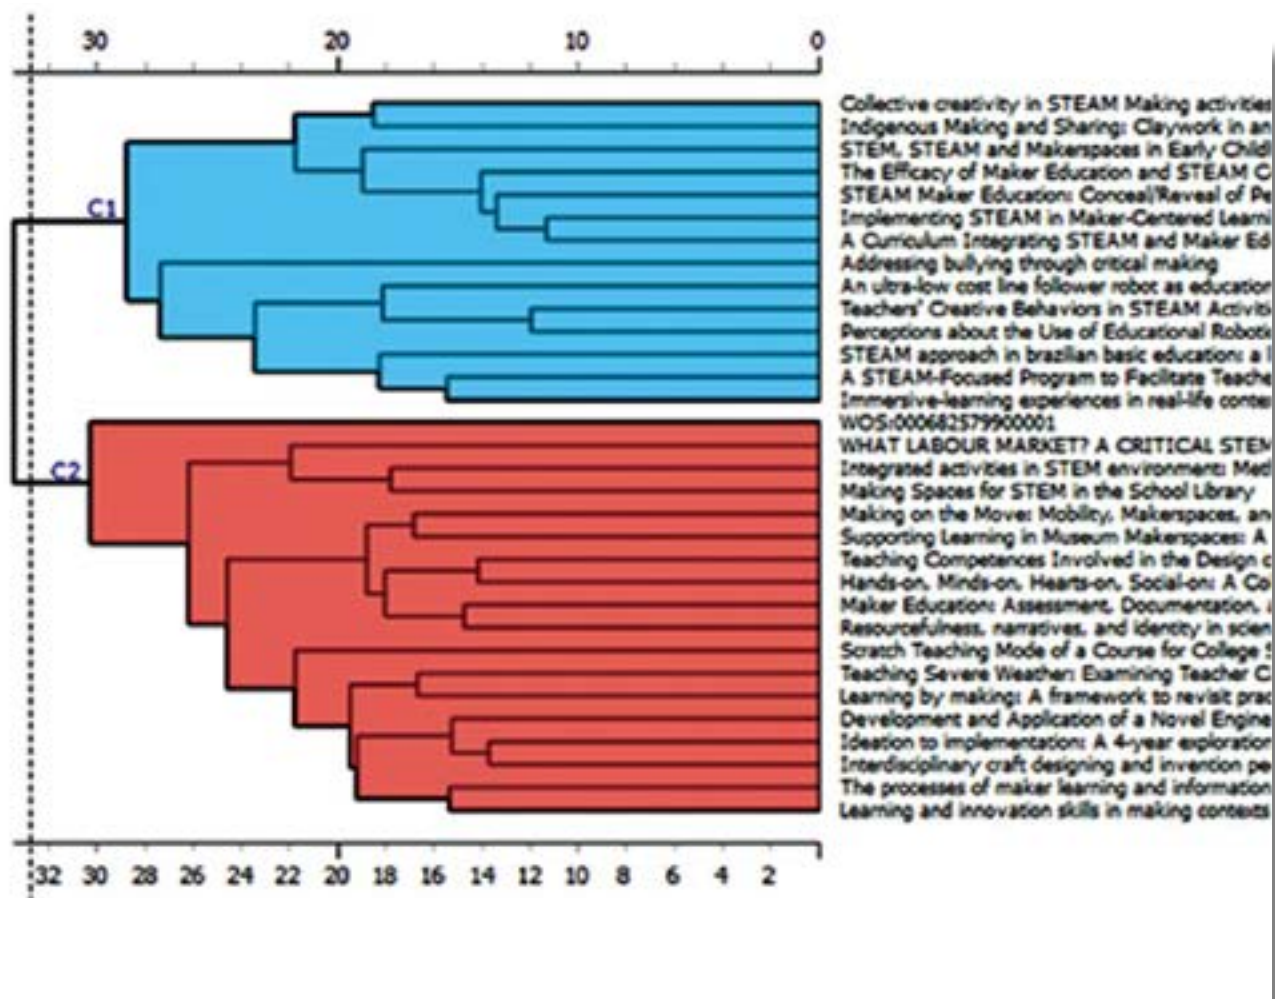 30 20 10 0
Collective creativity in STEAM Making activities
Indigenous Making and Sharing: Claywork in an
STEM, STEAM and Makerspaces in Early Child
The Efficacy of Maker Education and STEAM C
STEAM Maker Education: Conceal/Reveal of Pe
C1
Implementing STEAM in Maker-Centered Learni
A Curriculum Integrating STEAM and Maker Ed
Addressing bullying through critical making
An ultra-low cost line follower robot as education
Teachers' Creative Behaviors in STEAM Activiti
Perceptions about the Use of Educational Roboti
STEAM approach in brazilian basic education: a l
A STEAM-Focused Program to Facilitate Teache
Immersive-learning experiences in real-life conte
WOS:000682579900001
WHAT LABOUR MARKET? A CRITICAL STEM
C2
Integrated activities in STEM environment: Met
Making Spaces for STEM in the School Library
Making on the Move: Mobility, Makerspaces, an
Supporting Learning in Museum Makerspaces: A
Teaching Competences Involved in the Design o
Hands-on, Minds-on, Hearts-on, Social-on: A Co
Maker Education: Assessment, Documentation,
Resourcefulness, narratives, and identity in scien
Scratch Teaching Mode of a Course for College S
Teaching Severe Weather: Examining Teacher C
Learning by making: A framework to revisit prac
Development and Application of a Novel Engine
Ideation to implementation: A 4-year exploration
Interdisciplinary craft designing and invention pe
The processes of maker learning and information
Learning and innovation skills in making contexts
32 30 28 26 24 22 20 18 16 14 12 10 8 6 4 2